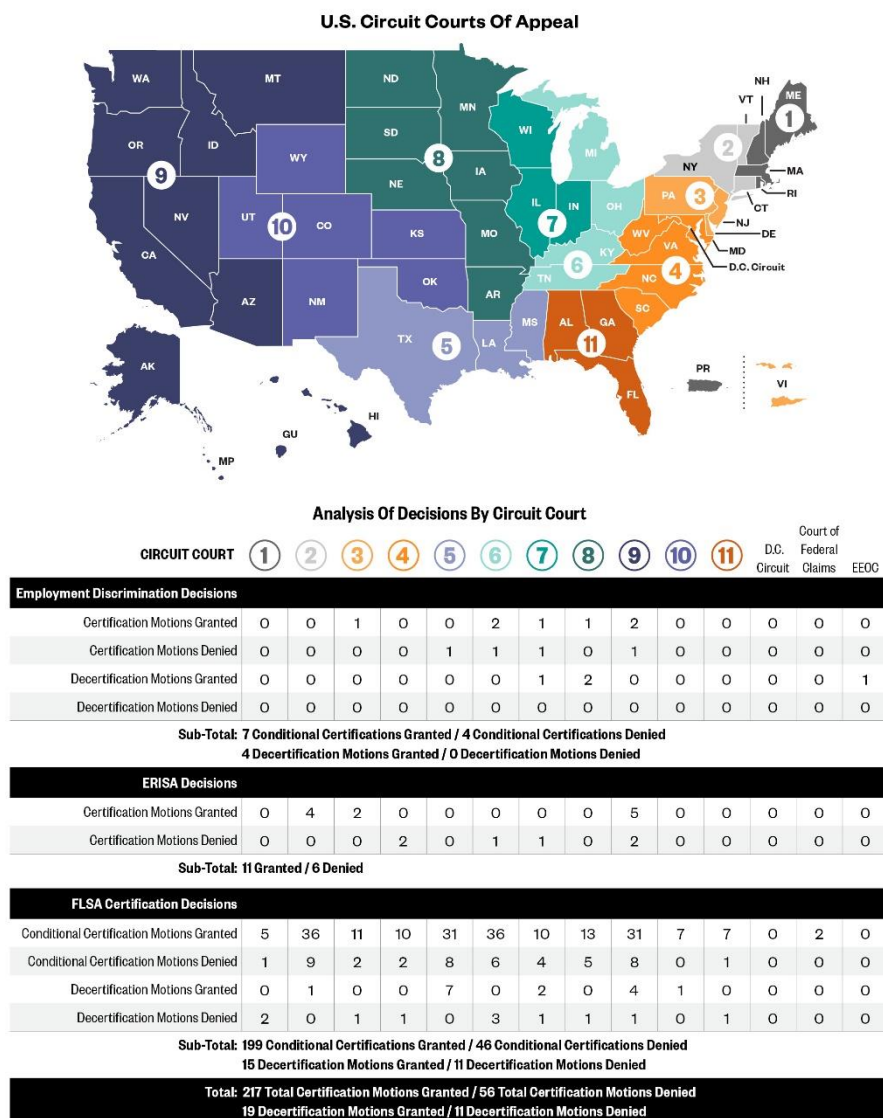 U.S. Circuit Courts Of Appeal
WA
MT
ND
MN
OR
ID
SD
WI
MI
NH
ME
VT
1
2
NY
MA
RI
CT
9
WY
8
IA
NE
PA
3
NJ
DE
MD
D.C. Circuit
NV
UT
10
CO
IL
IN
7
OH
WV
VA
4
CA
KS
MO
KY
6
TN
NC
AZ
NM
OK
AR
SC
TX
5
LA
MS
AL
GA
11
FL
AK
HI
GU
MP
PR
VI
Analysis Of Decisions By Circuit Court
CIRCUIT COURT 1 2 3 4 5 6 7 8 9 10 11 D.C. Circuit Court of Federal Claims EEOC
Employment Discrimination Decisions
Certification Motions Granted 0 0 1 0 0 2 1 1 2 0 0 0 0 0
Certification Motions Denied 0 0 0 0 1 1 1 0 1 0 0 0 0 0
Decertification Motions Granted 0 0 0 0 0 0 1 2 0 0 0 0 0 1
Decertification Motions Denied 0 0 0 0 0 0 0 0 0 0 0 0 0 0
Sub-Total: 7 Conditional Certifications Granted / 4 Conditional Certifications Denied
4 Decertification Motions Granted / 0 Decertification Motions Denied
ERISA Decisions
Certification Motions Granted 0 4 2 0 0 0 0 0 5 0 0 0 0 0
Certification Motions Denied 0 0 0 2 0 1 1 0 2 0 0 0 0 0
Sub-Total: 11 Granted / 6 Denied
FLSA Certification Decisions
Conditional Certification Motions Granted 5 36 11 10 31 36 10 13 31 7 7 0 2 0
Conditional Certification Motions Denied 1 9 2 2 8 6 4 5 8 0 1 0 0 0
Decertification Motions Granted 0 1 0 0 7 0 2 0 4 1 0 0 0 0
Decertification Motions Denied 2 0 1 1 0 3 1 1 1 0 1 0 0 0
Sub-Total: 199 Conditional Certifications Granted / 46 Conditional Certifications Denied
15 Decertification Motions Granted / 11 Decertification Motions Denied
Total: 217 Total Certification Motions Granted / 56 Total Certification Motions Denied
19 Decertification Motions Granted / 11 Decertification Motions Denied